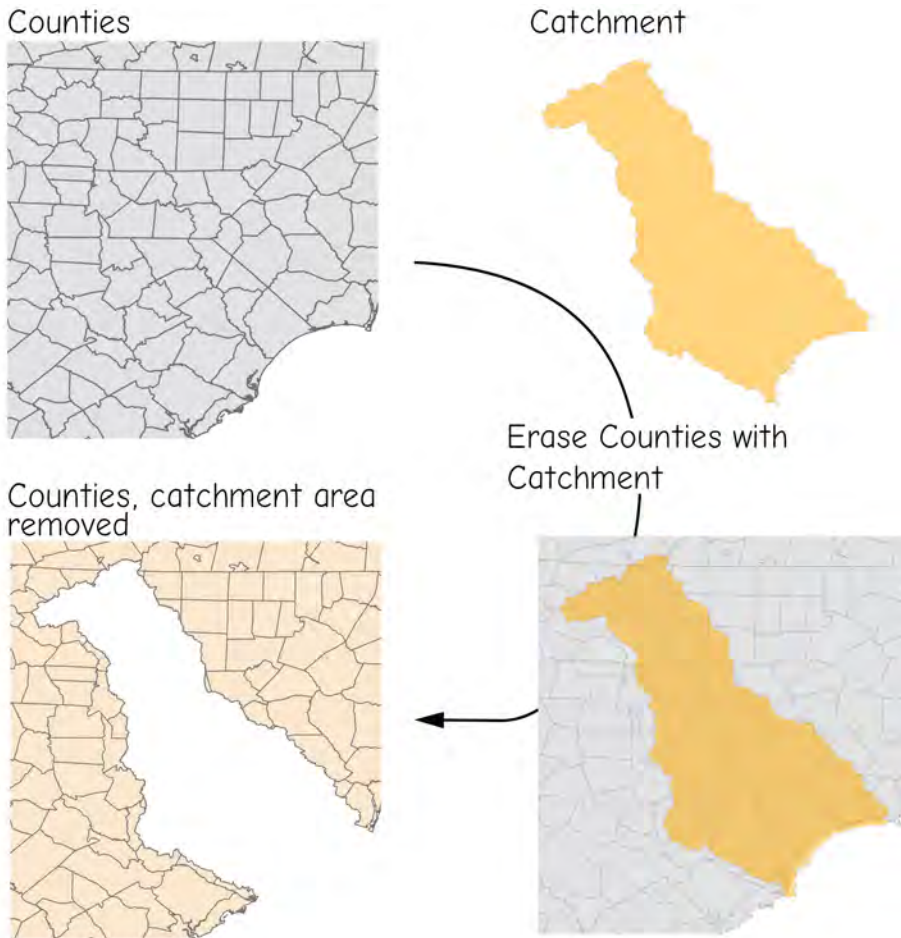 Counties
Catchment
Erase Counties with
Catchment
Counties, catchment area
removed